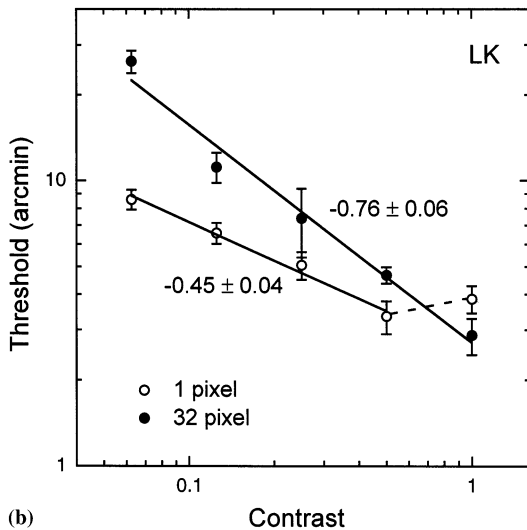 LK
Threshold (arcmin)
10
1
-0.76 ± 0.06
-0.45 ± 0.04
1 pixel
32 pixel
0.1
1
Contrast
(b)